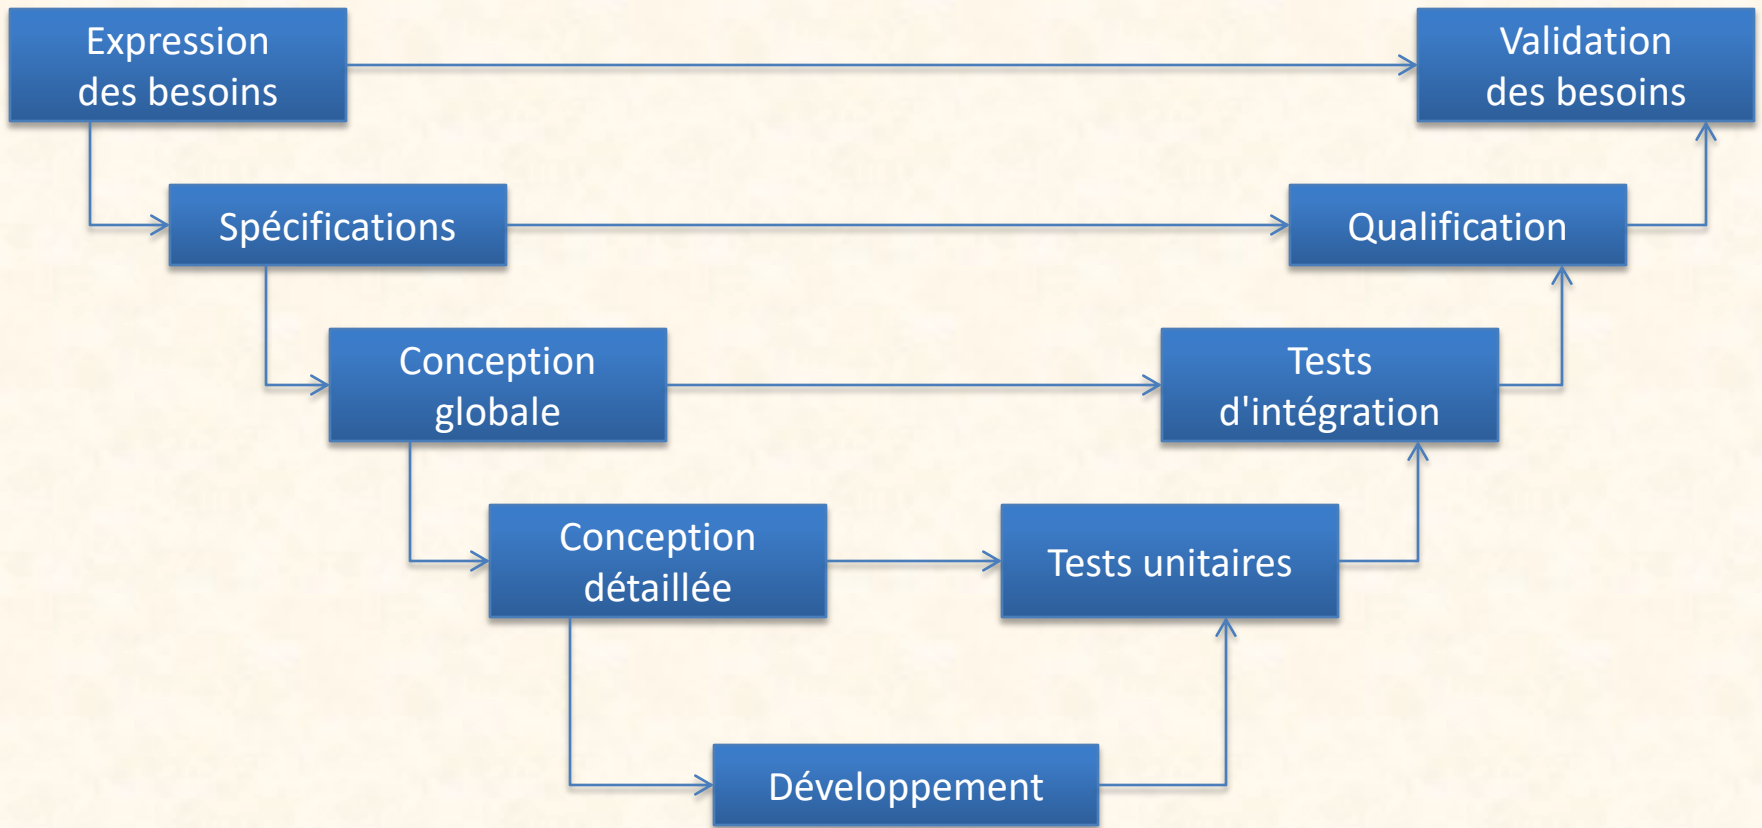 Expression
des besoins
Validation
des besoins
Spécifications
Qualification
Conception
globale
Tests
d'intégration
Conception
détaillée
Tests unitaires
Développement